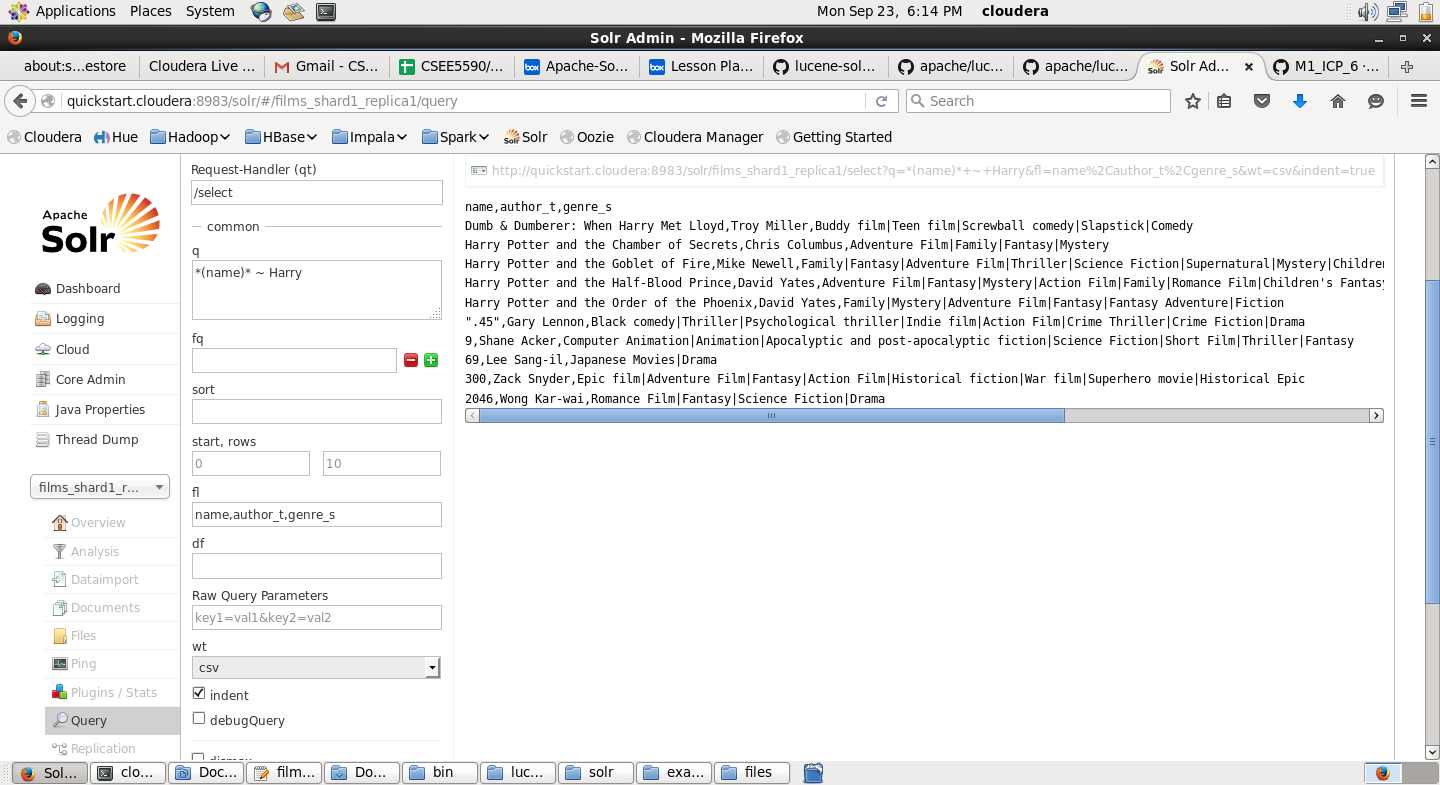 Applications Places System Mon Sep 23, 6:14 PM cloudera
Solr Admin - Mozilla Firefox
about:s...estore Cloudera Live ... Gmail - CS... CSEE5590/... Apache-So... Lesson Pla... lucene-sol... apache/luc... apache/luc... Solr Ad... M1_ICP_6 ·...
quickstart.cloudera:8983/solr/#/films_shard1_replica1/query Search
Cloudera Hue Hadoop HBase Impala Spark Solr Oozie Cloudera Manager Getting Started
Apache
Solr
Dashboard
Logging
Cloud
Core Admin
Java Properties
Thread Dump
films_shard1_r...
Overview
Analysis
Dataimport
Documents
Files
Ping
Plugins / Stats
Query
Replication
Request-Handler (qt)
/select
common
q
*(name)* ~ Harry
fq
sort
start, rows
0 10
fl
name,author_t,genre_s
df
Raw Query Parameters
key1=val1&key2=val2
wt
csv
indent
debugQuery
http://quickstart.cloudera:8983/solr/films_shard1_replica1/select?q=*(name)*+~+Harry&fl=name%2Cauthor_t%2Cgenre_s&wt=csv&indent=true
name,author_t,genre_s
Dumb & Dumberer: When Harry Met Lloyd,Troy Miller,Buddy film|Teen film|Screwball comedy|Slapstick|Comedy
Harry Potter and the Chamber of Secrets,Chris Columbus,Adventure Film|Family|Fantasy|Mystery
Harry Potter and the Goblet of Fire,Mike Newell,Family|Fantasy|Adventure Film|Thriller|Science Fiction|Supernatural|Mystery|Children
Harry Potter and the Half-Blood Prince,David Yates,Adventure Film|Fantasy|Mystery|Action Film|Family|Romance Film|Children's Fantasy
Harry Potter and the Order of the Phoenix,David Yates,Family|Mystery|Adventure Film|Fantasy|Fantasy Adventure|Fiction
".45",Gary Lennon,Black comedy|Thriller|Psychological thriller|Indie film|Action Film|Crime Thriller|Crime Fiction|Drama
9,Shane Acker,Computer Animation|Animation|Apocalyptic and post-apocalyptic fiction|Science Fiction|Short Film|Thriller|Fantasy
69,Lee Sang-il,Japanese Movies|Drama
300,Zack Snyder,Epic film|Adventure Film|Fantasy|Action Film|Historical fiction|War film|Superhero movie|Historical Epic
2046,Wong Kar-wai,Romance Film|Fantasy|Science Fiction|Drama
Sol... clo... Doc... film... Do... bin luc... solr exa... files